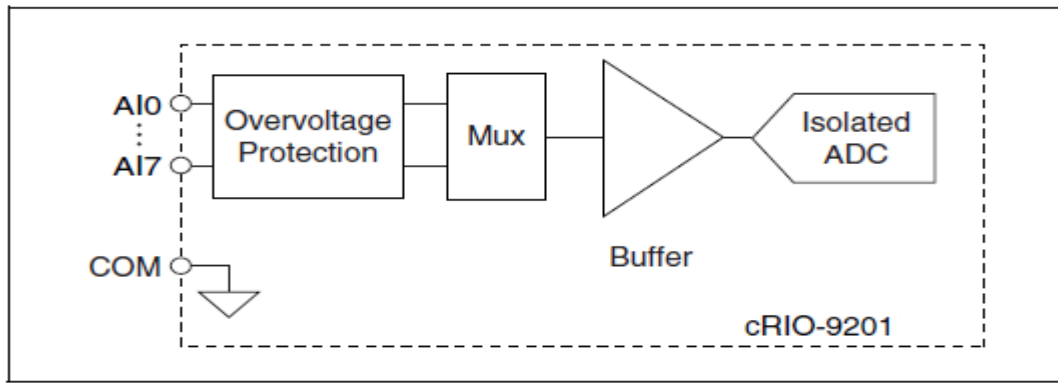 AI0
Overvoltage
Protection
Mux
Isolated
ADC
AI7
COM
Buffer
cRIO-9201